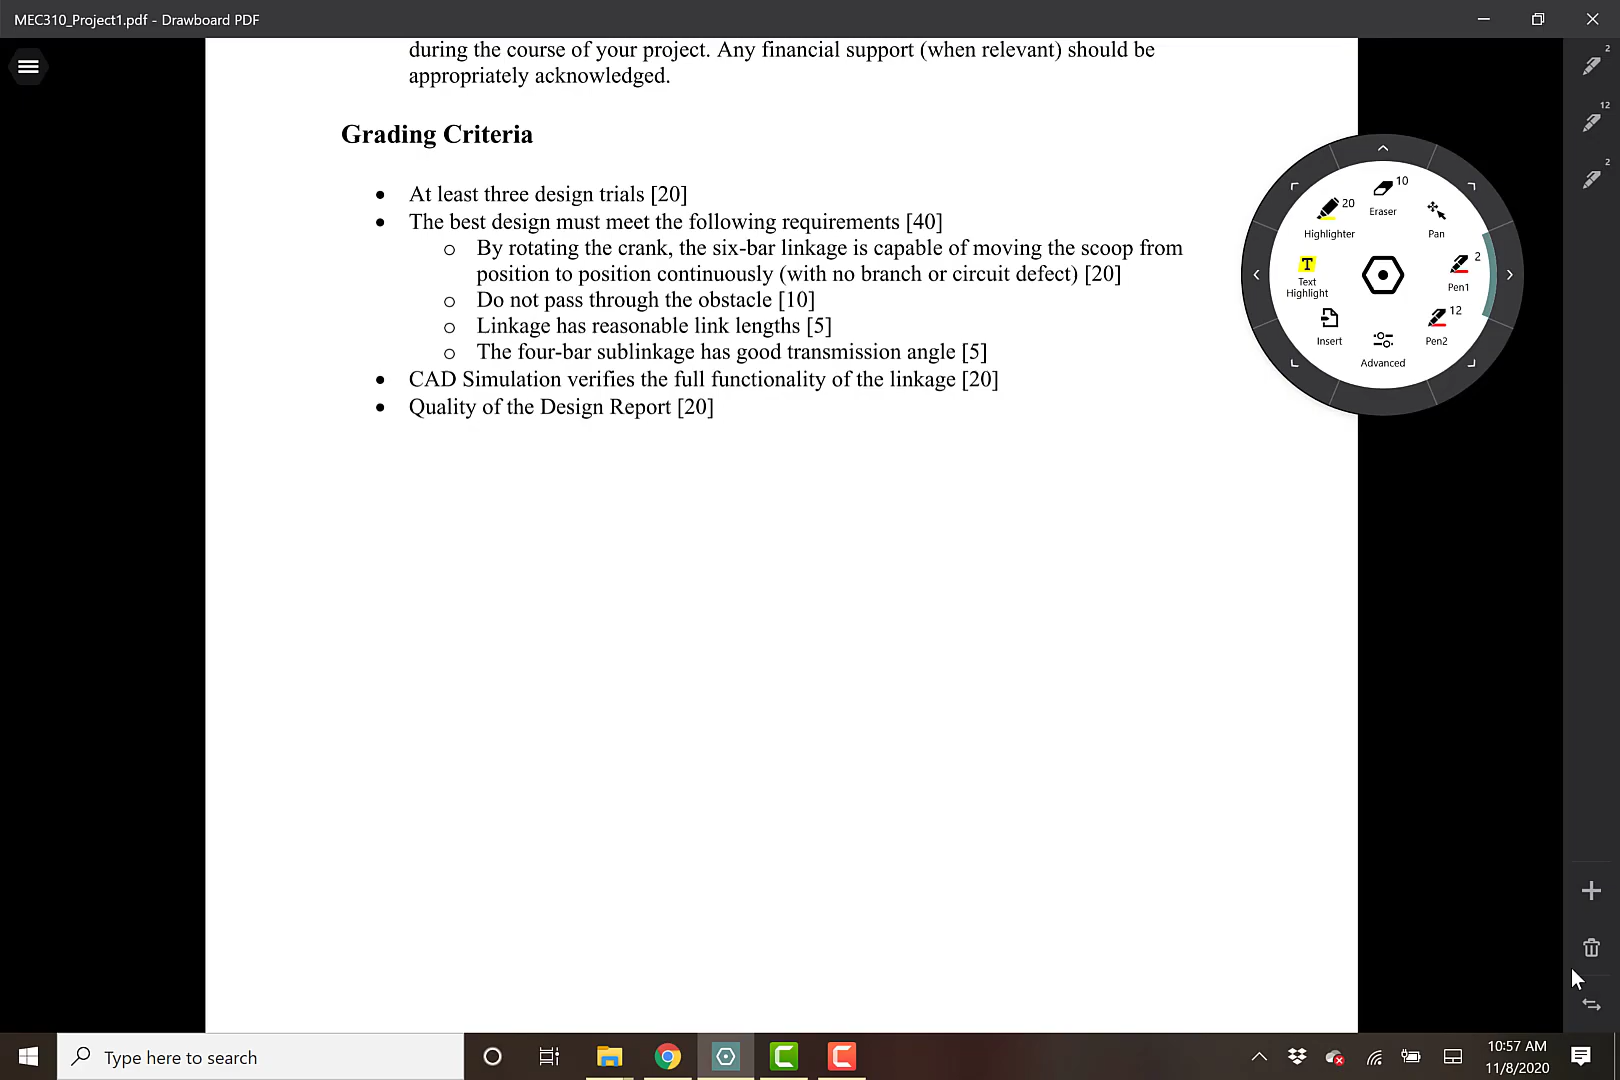 MEC310_Project1.pdf - Drawboard PDF
during the course of your project. Any financial support (when relevant) should be
appropriately acknowledged.
Grading Criteria
• At least three design trials [20]
• The best design must meet the following requirements [40]
o By rotating the crank, the six-bar linkage is capable of moving the scoop from
position to position continuously (with no branch or circuit defect) [20]
o Do not pass through the obstacle [10]
o Linkage has reasonable link lengths [5]
o The four-bar sublinkage has good transmission angle [5]
• CAD Simulation verifies the full functionality of the linkage [20]
• Quality of the Design Report [20]
10
Eraser
20
Highlighter
Pan
T
Text
Highlight
2
Pen1
Insert
12
Pen2
Advanced
2
12
2
Type here to search
10:57 AM
11/8/2020